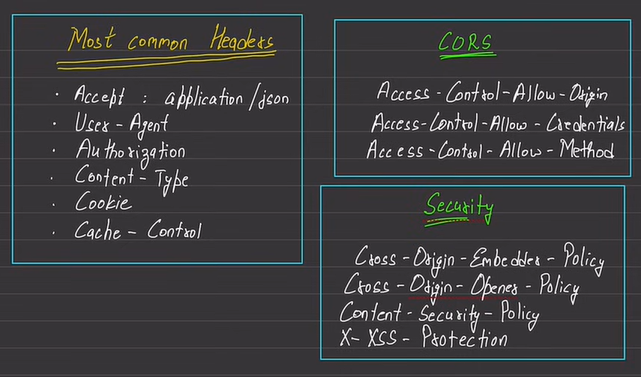 Most common Headers
· Accept : application/json
· User-Agent
· Authorization
· Content-Type
· Cookie
· Cache-Control
CORS
Access-Control-Allow-Origin
Access-Control-Allow-Credentials
Access-Control-Allow-Method
Security
Cross-Origin-Embedder-Policy
Cross-Origin-Opener-Policy
Content-Security-Policy
X-XSS-Protection